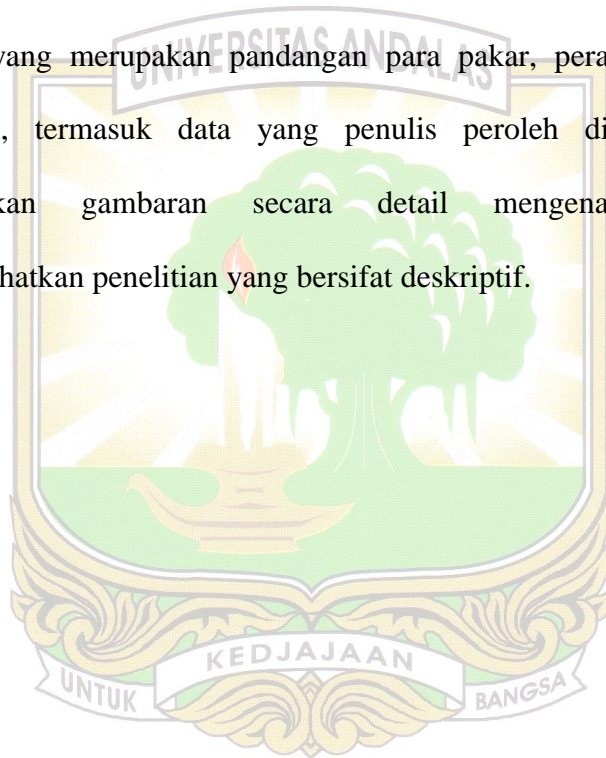 UNIVERSITAS ANDALAS
yang merupakan pandangan para pakar, pera
, termasuk data yang penulis peroleh di
kan gambaran secara detail mengena
hatkan penelitian yang bersifat deskriptif.
UNTUK KEDJAJAAN BANGSA